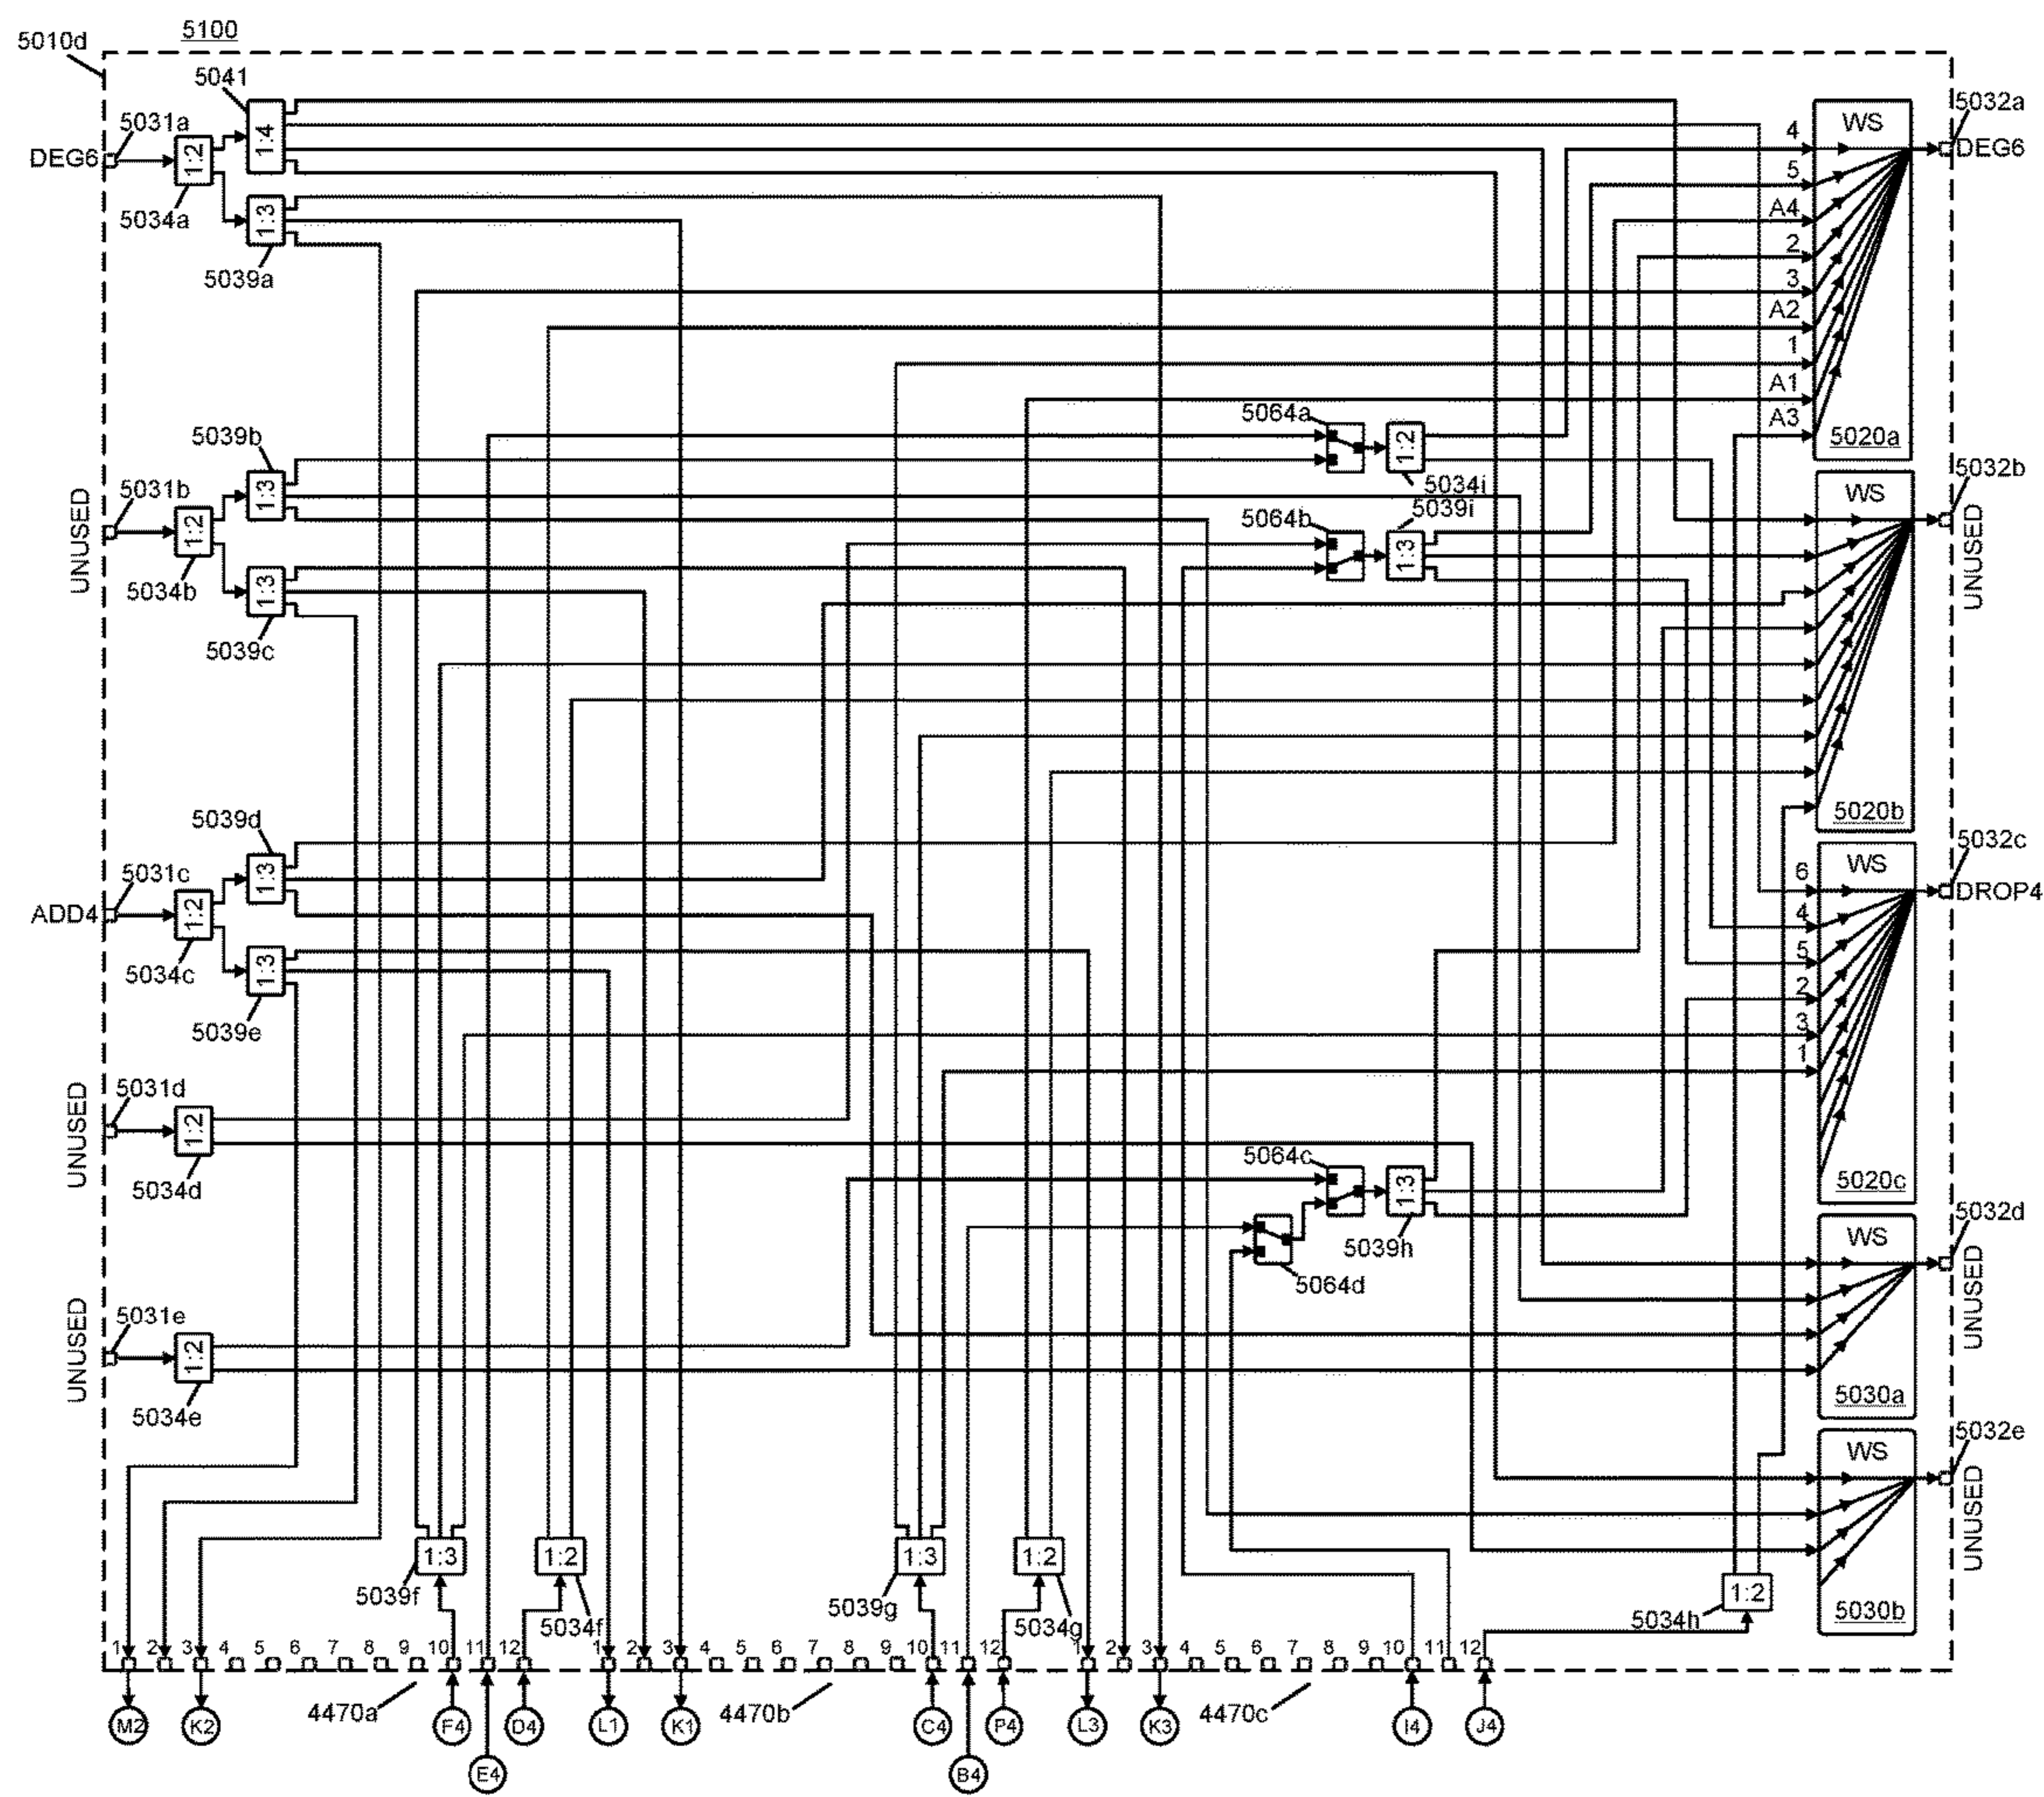 5100
5010d
5041
5031a
DEG6
1:2
1:4
5034a
1:3
5039a
WS
4
5
A4
2
3
A2
1
A1
A3
5020a
5032a
DEG6
5039b
5031b
UNUSED
1:2
1:3
5034b
1:3
5039c
5064a
1:2
5034i
5039i
5064b
1:3
WS
5020b
5032b
UNUSED
5039d
5031c
ADD4
1:2
1:3
5034c
1:3
5039e
WS
6
4
5
2
3
1
5020c
5032c
DROP4
5031d
UNUSED
1:2
5034d
5064c
1:3
5039h
5064d
WS
5030a
5032d
UNUSED
5031e
UNUSED
1:2
5034e
WS
5030b
5032e
UNUSED
1:3
5039f
1:2
5034f
1:3
5039g
1:2
5034g
1:2
5034h
1 2 3 4 5 6 7 8 9 10 11 12
1 2 3 4 5 6 7 8 9 10 11 12
1 2 3 4 5 6 7 8 9 10 11 12
4470a
4470b
4470c
M2 K2 F4 D4 L1 K1 C4 P4 L3 K3 I4 J4
E4 B4